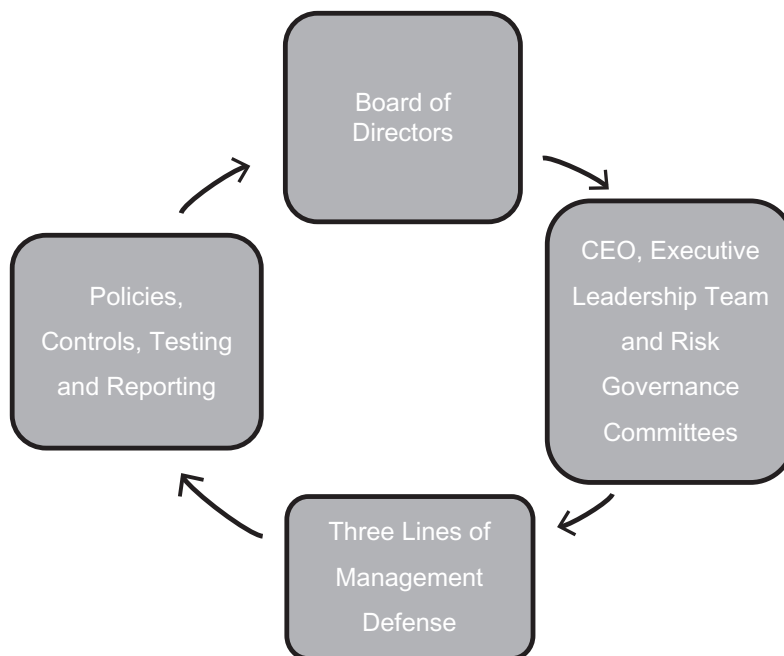 Board of
Directors
CEO, Executive
Leadership Team
and Risk
Governance
Committees
Three Lines of
Management
Defense
Policies,
Controls, Testing
and Reporting